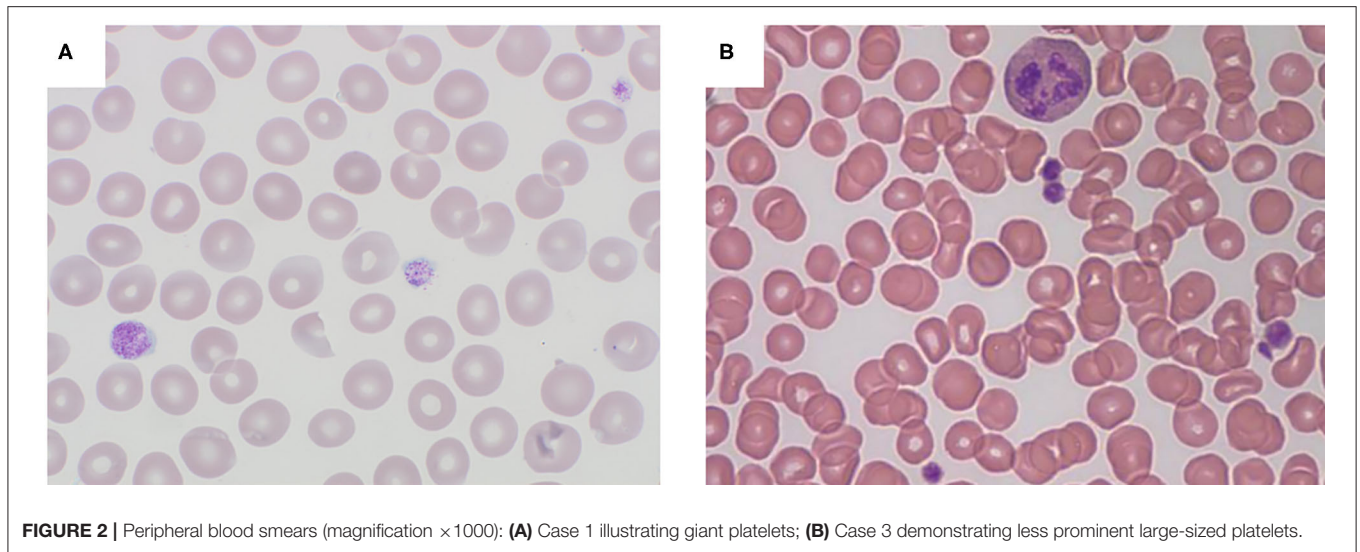 A
B
FIGURE 2 | Peripheral blood smears (magnification ×1000): (A) Case 1 illustrating giant platelets; (B) Case 3 demonstrating less prominent large-sized platelets.